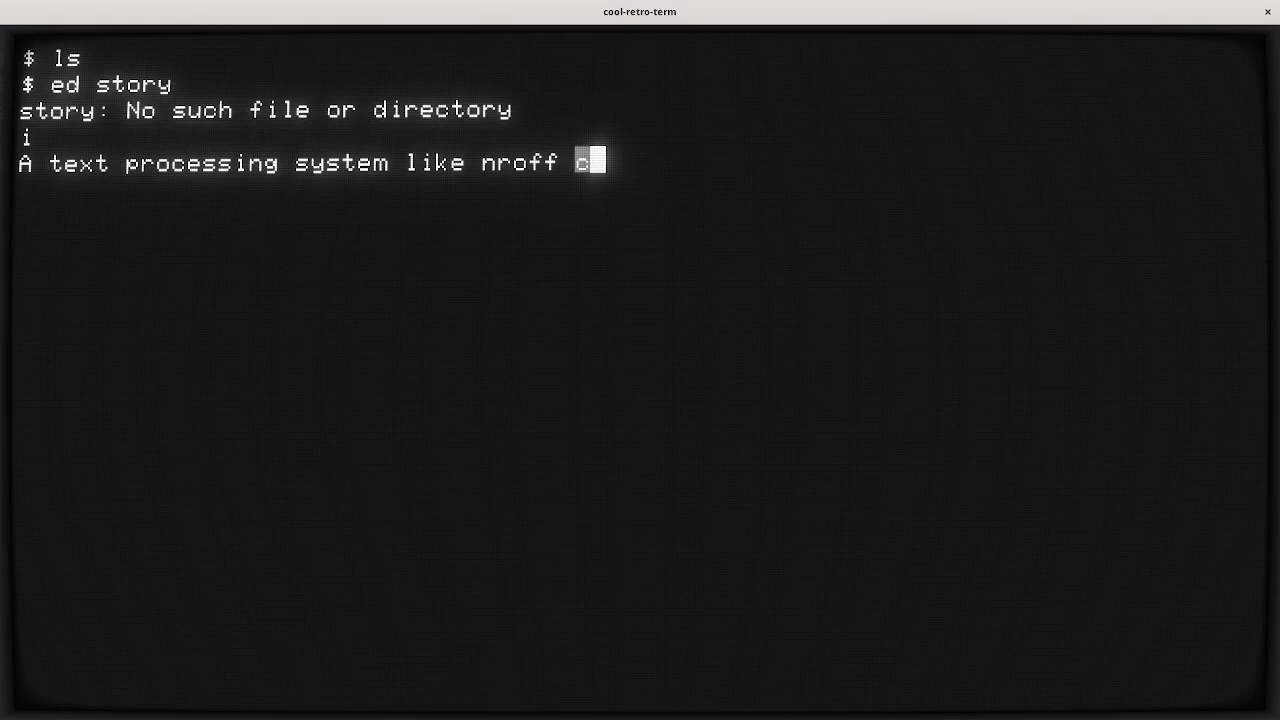 cool-retro-term ×
$ ls
$ ed story
story: No such file or directory
i
A text processing system like nroff c